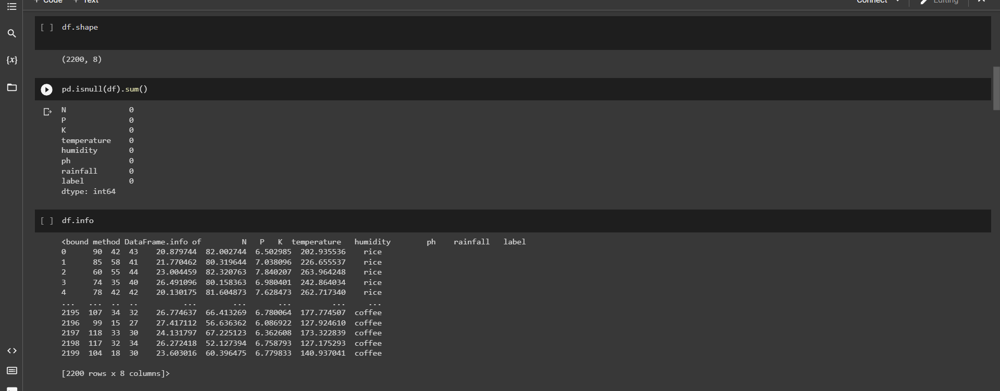 + Code + Text Connect Editing
[ ] df.shape
(2200, 8)
{x}
pd.isnull(df).sum()
N 0
P 0
K 0
temperature 0
humidity 0
ph 0
rainfall 0
label 0
dtype: int64
[ ] df.info
<bound method DataFrame.info of N P K temperature humidity ph rainfall label
0 90 42 43 20.879744 82.002744 6.502985 202.935536 rice
1 85 58 41 21.770462 80.319644 7.038096 226.655537 rice
2 60 55 44 23.004459 82.320763 7.840207 263.964248 rice
3 74 35 40 26.491096 80.158363 6.980401 242.864034 rice
4 78 42 42 20.130175 81.604873 7.628473 262.717340 rice
... ... .. .. ... ... ... ... ...
2195 107 34 32 26.774637 66.413269 6.780064 177.774507 coffee
2196 99 15 27 27.417112 56.636362 6.086922 127.924610 coffee
2197 118 33 30 24.131797 67.225123 6.362608 173.322839 coffee
2198 117 32 34 26.272418 52.127394 6.758793 127.175293 coffee
2199 104 18 30 23.603016 60.396475 6.779833 140.937041 coffee
[2200 rows x 8 columns]>